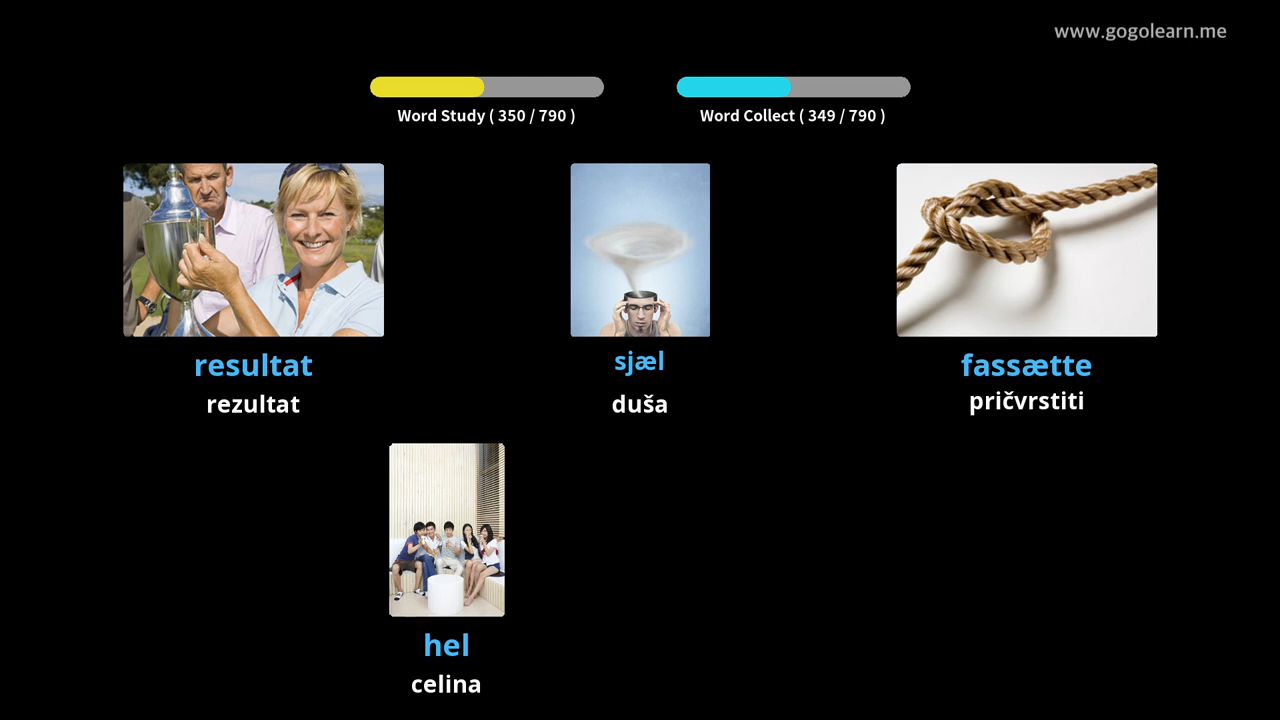 www.gogolearn.me
Word Study ( 350 / 790 )
Word Collect ( 349 / 790 )
resultat
rezultat
sjæl
duša
fassætte
pričvrstiti
hel
celina